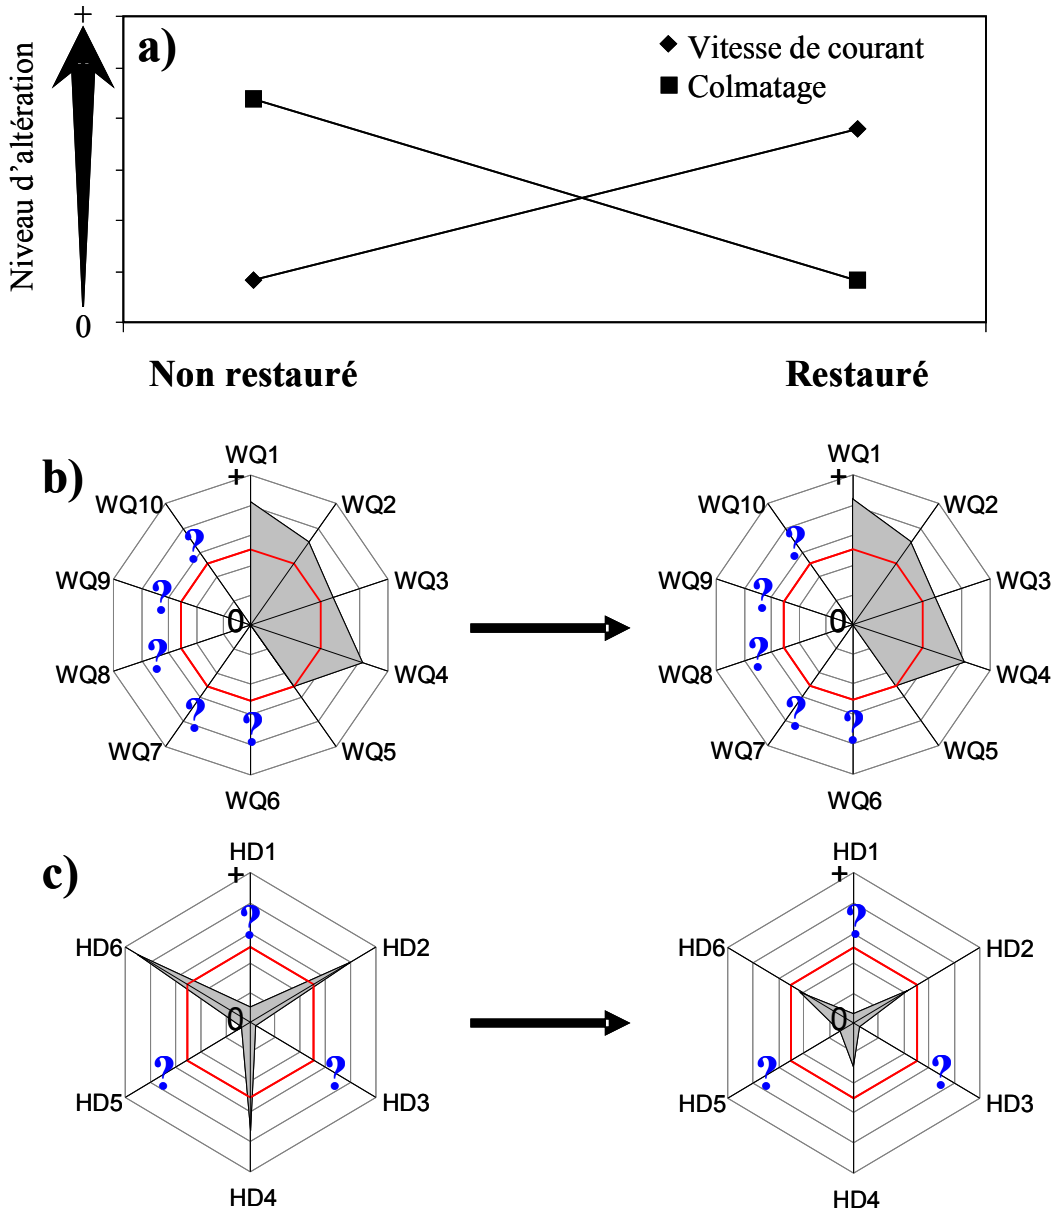 +
a)
Vitesse de courant
Colmatage
Niveau d’altération
0
Non restauré
Restauré
b)
WQ1
+
WQ10
WQ2
?
WQ9
WQ3
?
0
?
WQ8
WQ4
?
?
WQ7
WQ5
WQ6
WQ1
+
WQ10
WQ2
?
WQ9
WQ3
?
0
?
WQ8
WQ4
?
?
WQ7
WQ5
WQ6
c)
HD1
+
?
HD6
HD2
0
?
?
HD5
HD3
HD4
HD1
+
?
HD6
HD2
0
?
?
HD5
HD3
HD4